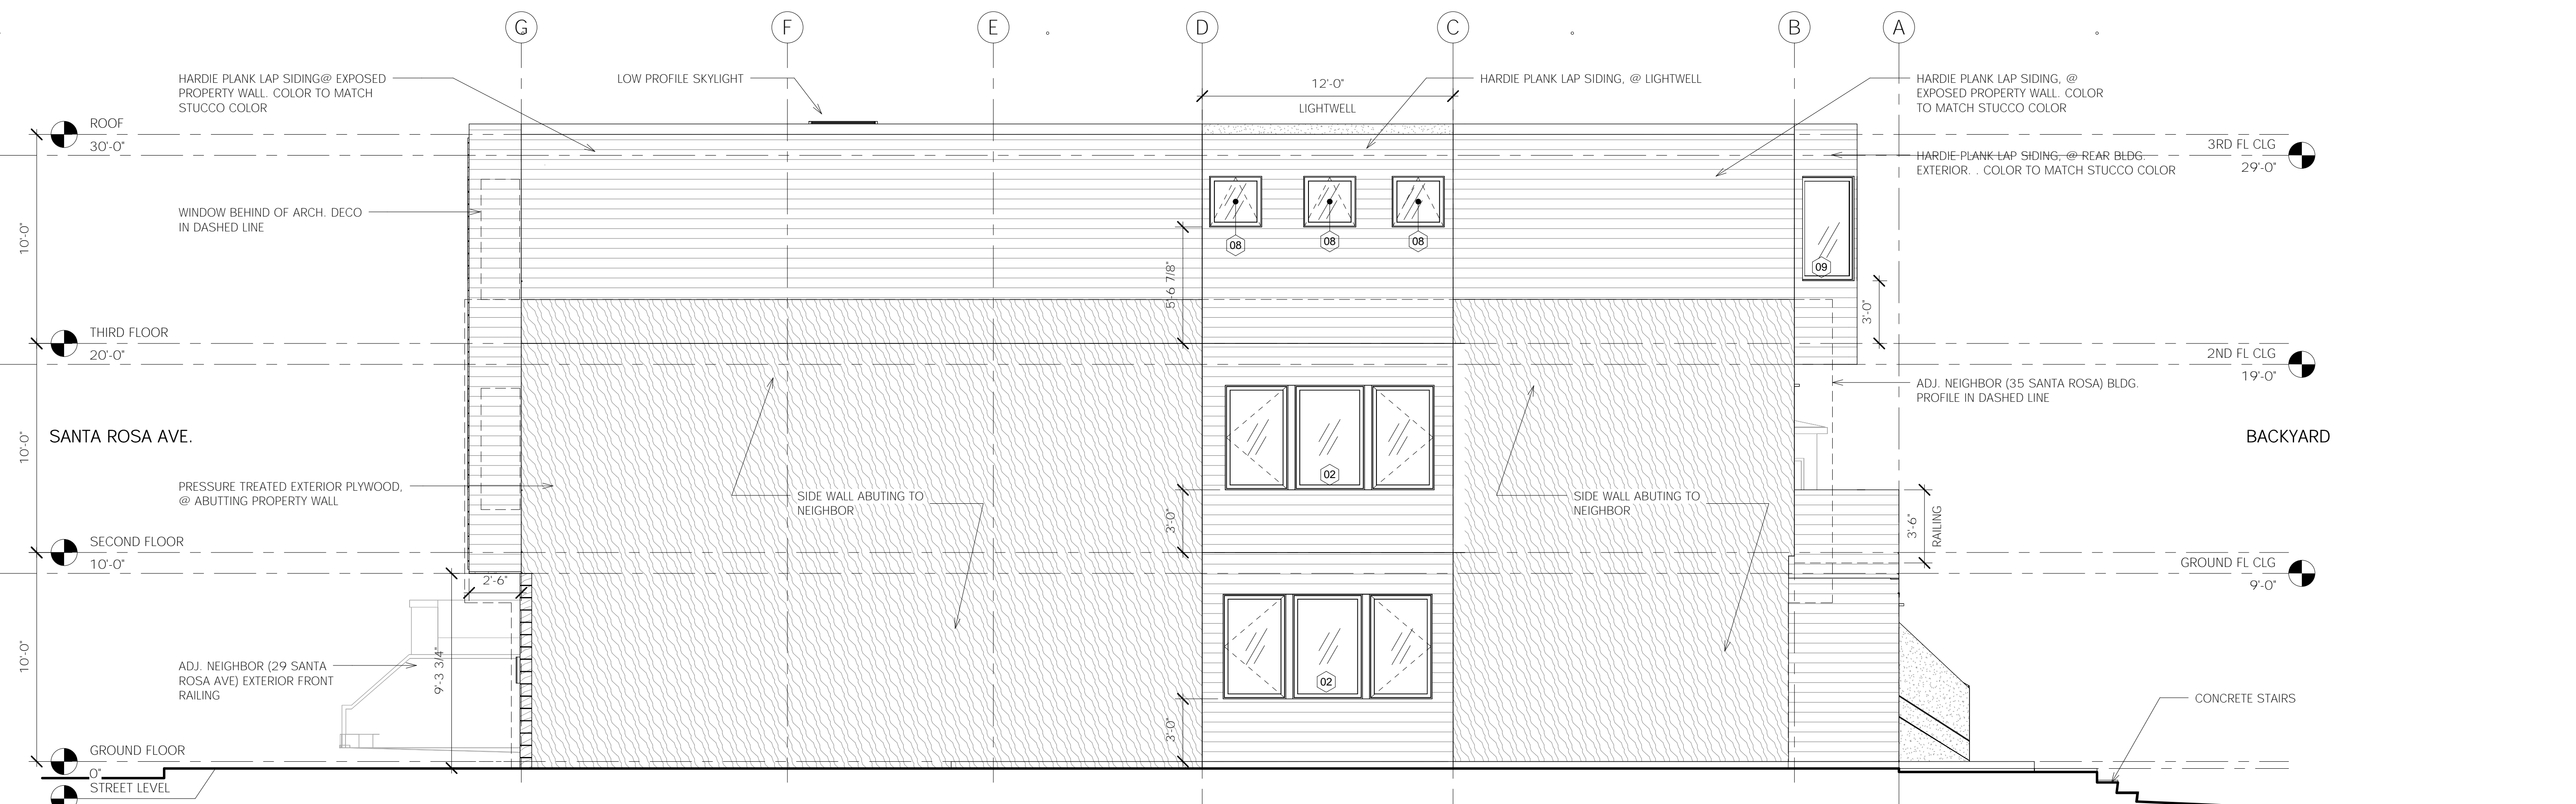 G F E D C B A
HARDIE PLANK LAP SIDING@ EXPOSED
PROPERTY WALL. COLOR TO MATCH
STUCCO COLOR
LOW PROFILE SKYLIGHT
12'-0"
LIGHTWELL
HARDIE PLANK LAP SIDING, @ LIGHTWELL
HARDIE PLANK LAP SIDING, @
EXPOSED PROPERTY WALL. COLOR
TO MATCH STUCCO COLOR
ROOF
30'-0"
3RD FL CLG
29'-0"
HARDIE PLANK LAP SIDING, @ REAR BLDG.
EXTERIOR. . COLOR TO MATCH STUCCO COLOR
WINDOW BEHIND OF ARCH. DECO
IN DASHED LINE
10'-0"
08
08
08
09
5'-6 7/8"
3'-0"
THIRD FLOOR
20'-0"
2ND FL CLG
19'-0"
ADJ. NEIGHBOR (35 SANTA ROSA) BLDG.
PROFILE IN DASHED LINE
SANTA ROSA AVE.
10'-0"
BACKYARD
02
PRESSURE TREATED EXTERIOR PLYWOOD,
@ ABUTTING PROPERTY WALL
SIDE WALL ABUTING TO
NEIGHBOR
SIDE WALL ABUTING TO
NEIGHBOR
3'-0"
3'-6"
RAILING
SECOND FLOOR
10'-0"
GROUND FL CLG
9'-0"
2'-6"
10'-0"
9'-3 3/4"
ADJ. NEIGHBOR (29 SANTA
ROSA AVE) EXTERIOR FRONT
RAILING
02
3'-0"
CONCRETE STAIRS
GROUND FLOOR
0"
STREET LEVEL